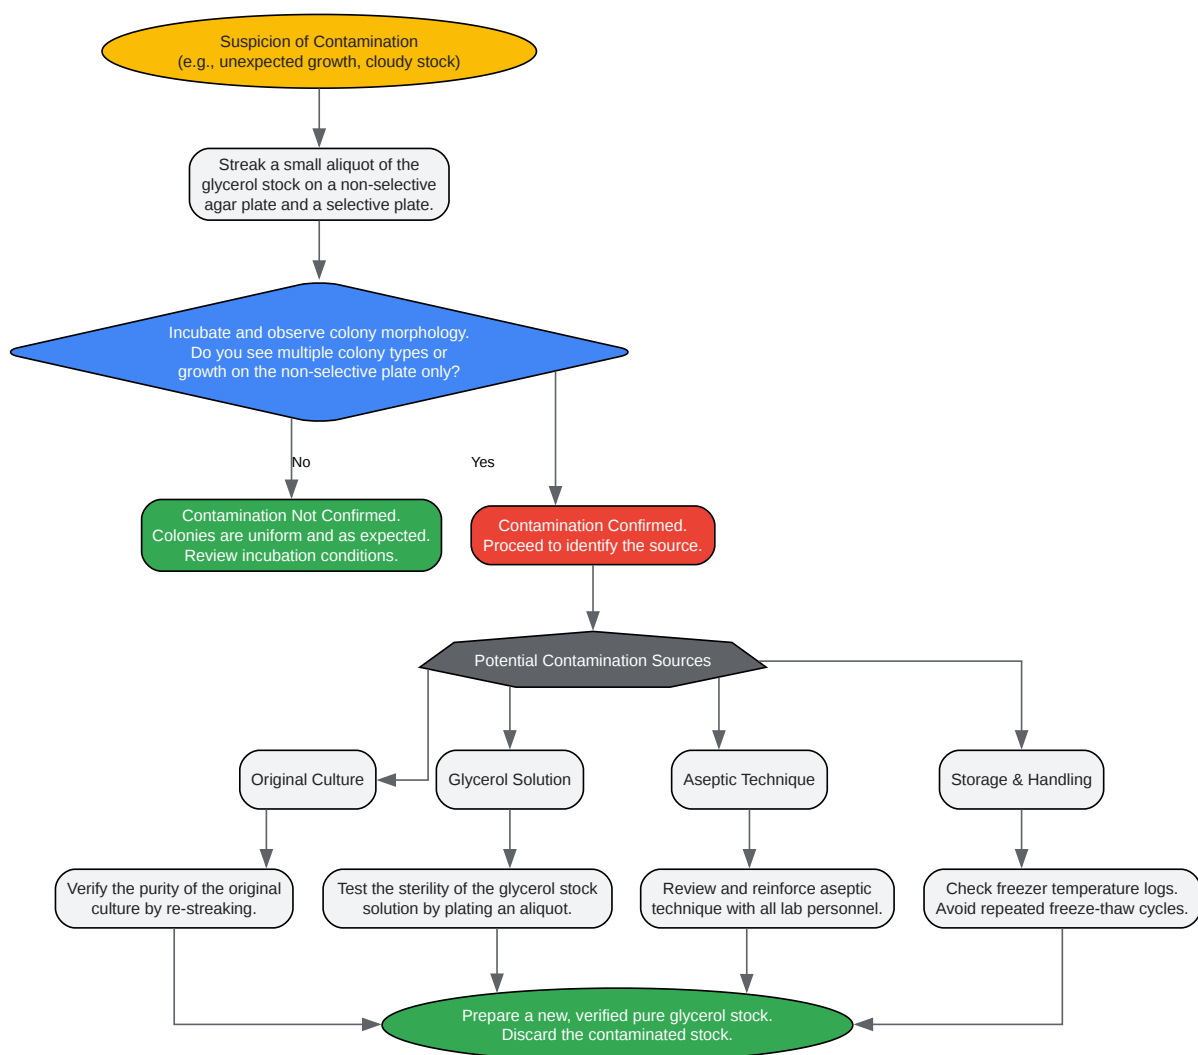 Suspicion of Contamination
(e.g., unexpected growth, cloudy stock)
Streak a small aliquot of the
glycerol stock on a non-selective
agar plate and a selective plate.
Incubate and observe colony morphology.
Do you see multiple colony types or
growth on the non-selective plate only?
No
Yes
Contamination Not Confirmed.
Colonies are uniform and as expected.
Review incubation conditions.
Contamination Confirmed.
Proceed to identify the source.
Potential Contamination Sources
Original Culture
Glycerol Solution
Aseptic Technique
Storage & Handling
Verify the purity of the original
culture by re-streaking.
Test the sterility of the glycerol stock
solution by plating an aliquot.
Review and reinforce aseptic
technique with all lab personnel.
Check freezer temperature logs.
Avoid repeated freeze-thaw cycles.
Prepare a new, verified pure glycerol stock.
Discard the contaminated stock.